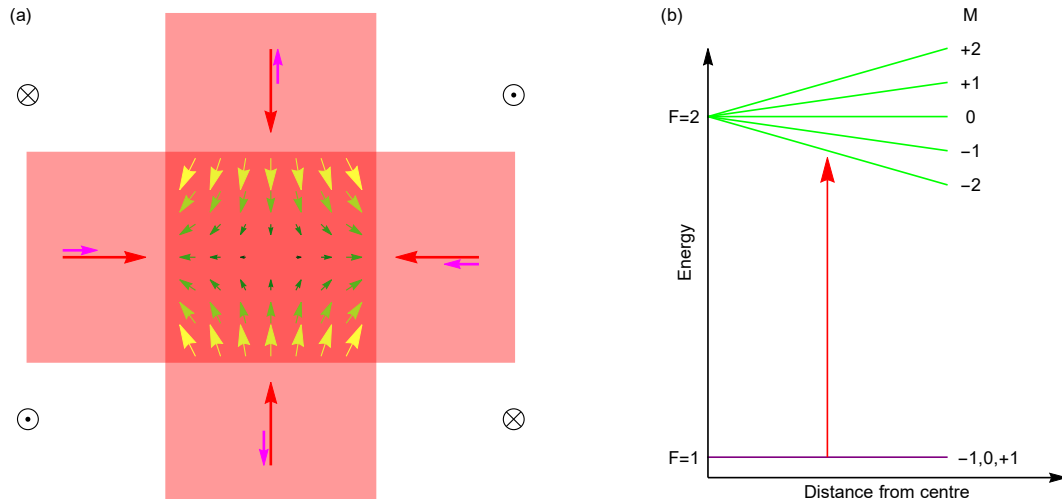 (a)
(b)
M
+2
+1
F=2
0
−1
−2
Energy
F=1
−1,0,+1
Distance from centre